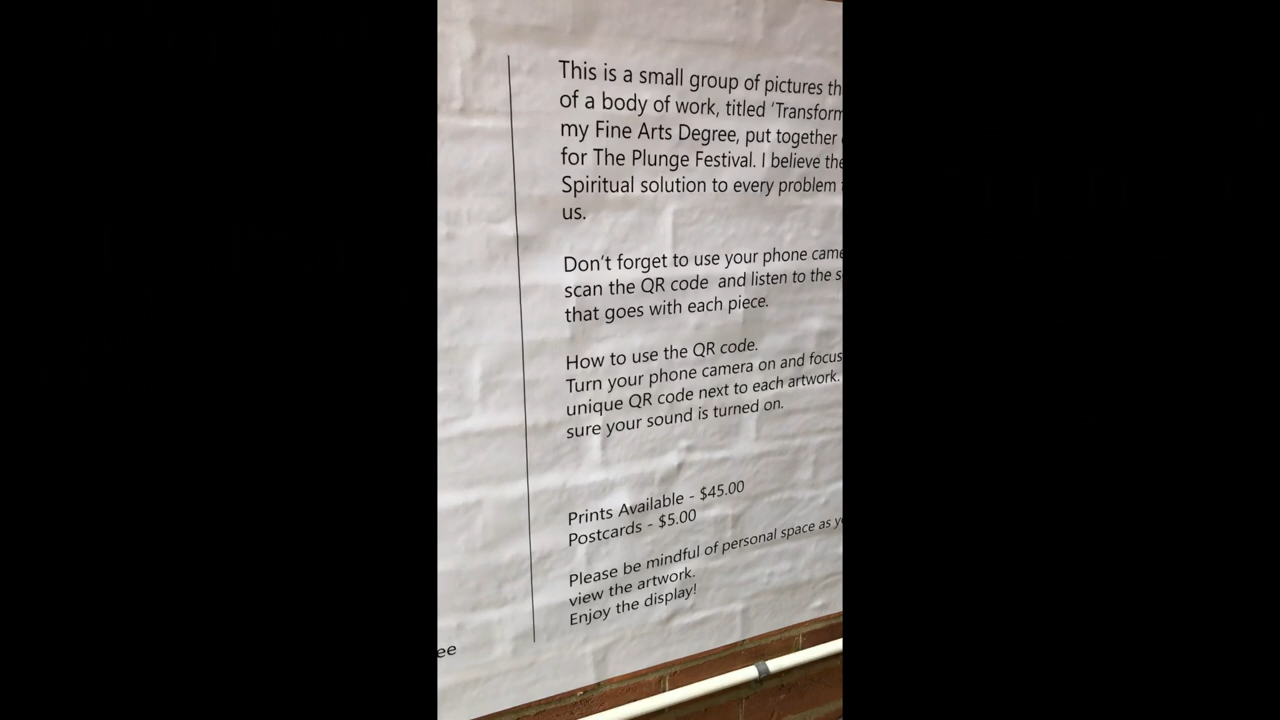 This is a small group of pictures th
of a body of work, titled ‘Transform
my Fine Arts Degree, put together
for The Plunge Festival. I believe the
Spiritual solution to every problem
us.
Don’t forget to use your phone came
scan the QR code and listen to the s
that goes with each piece.
How to use the QR code.
Turn your phone camera on and focus
unique QR code next to each artwork.
sure your sound is turned on.
Prints Available - $45.00
Postcards - $5.00
Please be mindful of personal space as y
view the artwork.
Enjoy the display!
ee